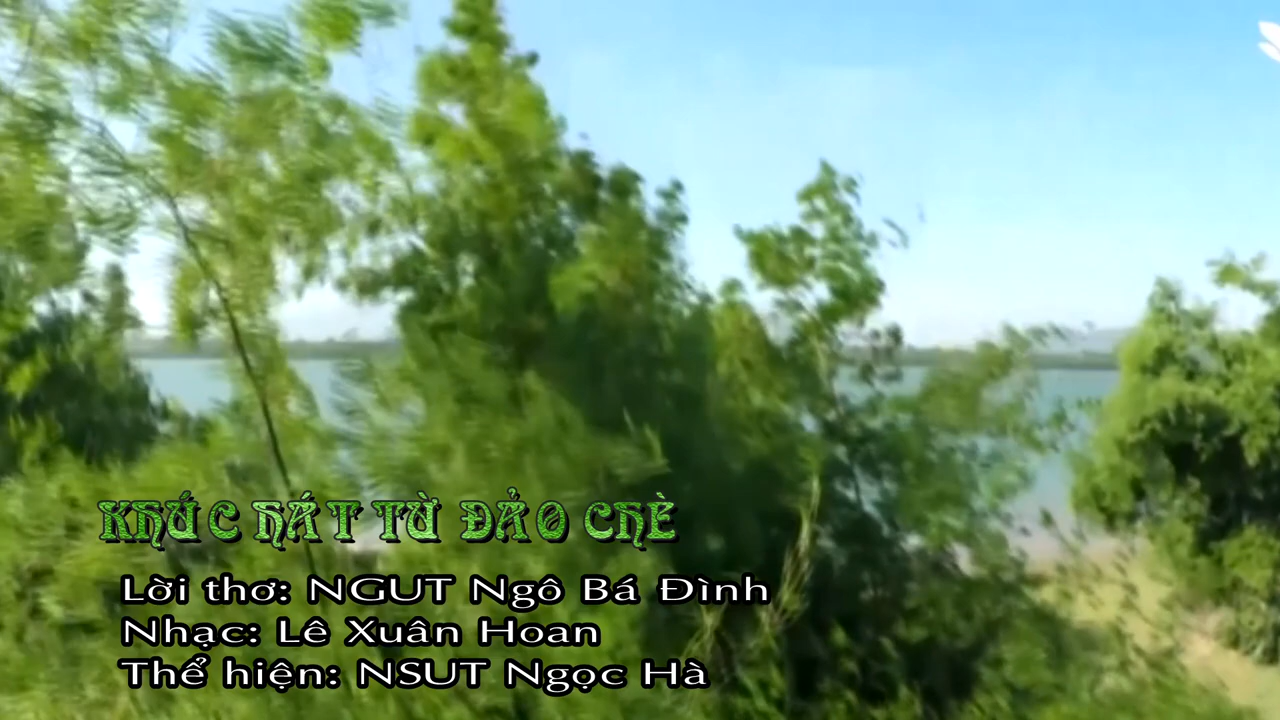 KHÚC HÁT TỪ ĐẢO CHÈ
Lời thơ: NGƯT Ngô Bá Đình
Nhạc: Lê Xuân Hoan
Thể hiện: NSUT Ngọc Hà